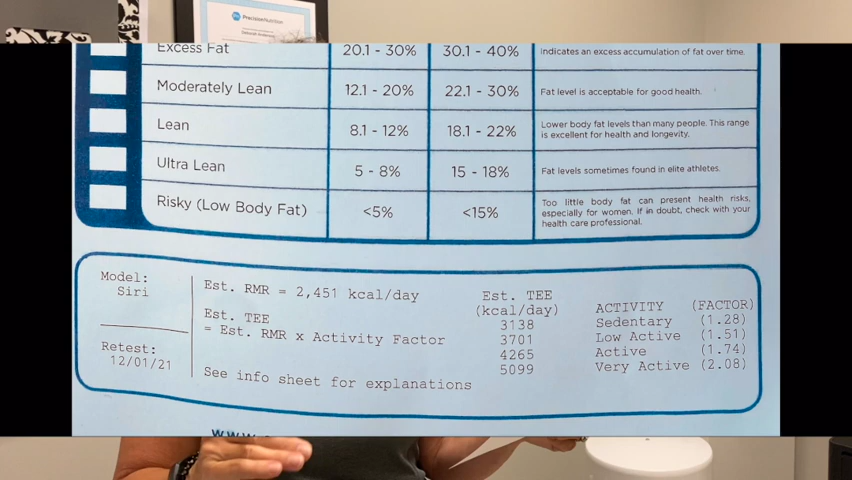 PrecisionNutrition
Excess Fat 20.1 - 30% 30.1 - 40% Indicates an excess accumulation of fat over time.
Moderately Lean 12.1 - 20% 22.1 - 30% Fat level is acceptable for good health.
Lean 8.1 - 12% 18.1 - 22% Lower body fat levels than many people. This range
is excellent for health and longevity.
Ultra Lean 5 - 8% 15 - 18% Fat levels sometimes found in elite athletes.
Risky (Low Body Fat) <5% <15% Too little body fat can present health risks,
especially for women. If in doubt, check with your
health care professional.
Model:
Siri
Retest:
12/01/21
Est. RMR = 2,451 kcal/day
Est. TEE
= Est. RMR x Activity Factor
See info sheet for explanations
Est. TEE
(kcal/day) ACTIVITY (FACTOR)
3138 Sedentary (1.28)
3701 Low Active (1.51)
4265 Active (1.74)
5099 Very Active (2.08)